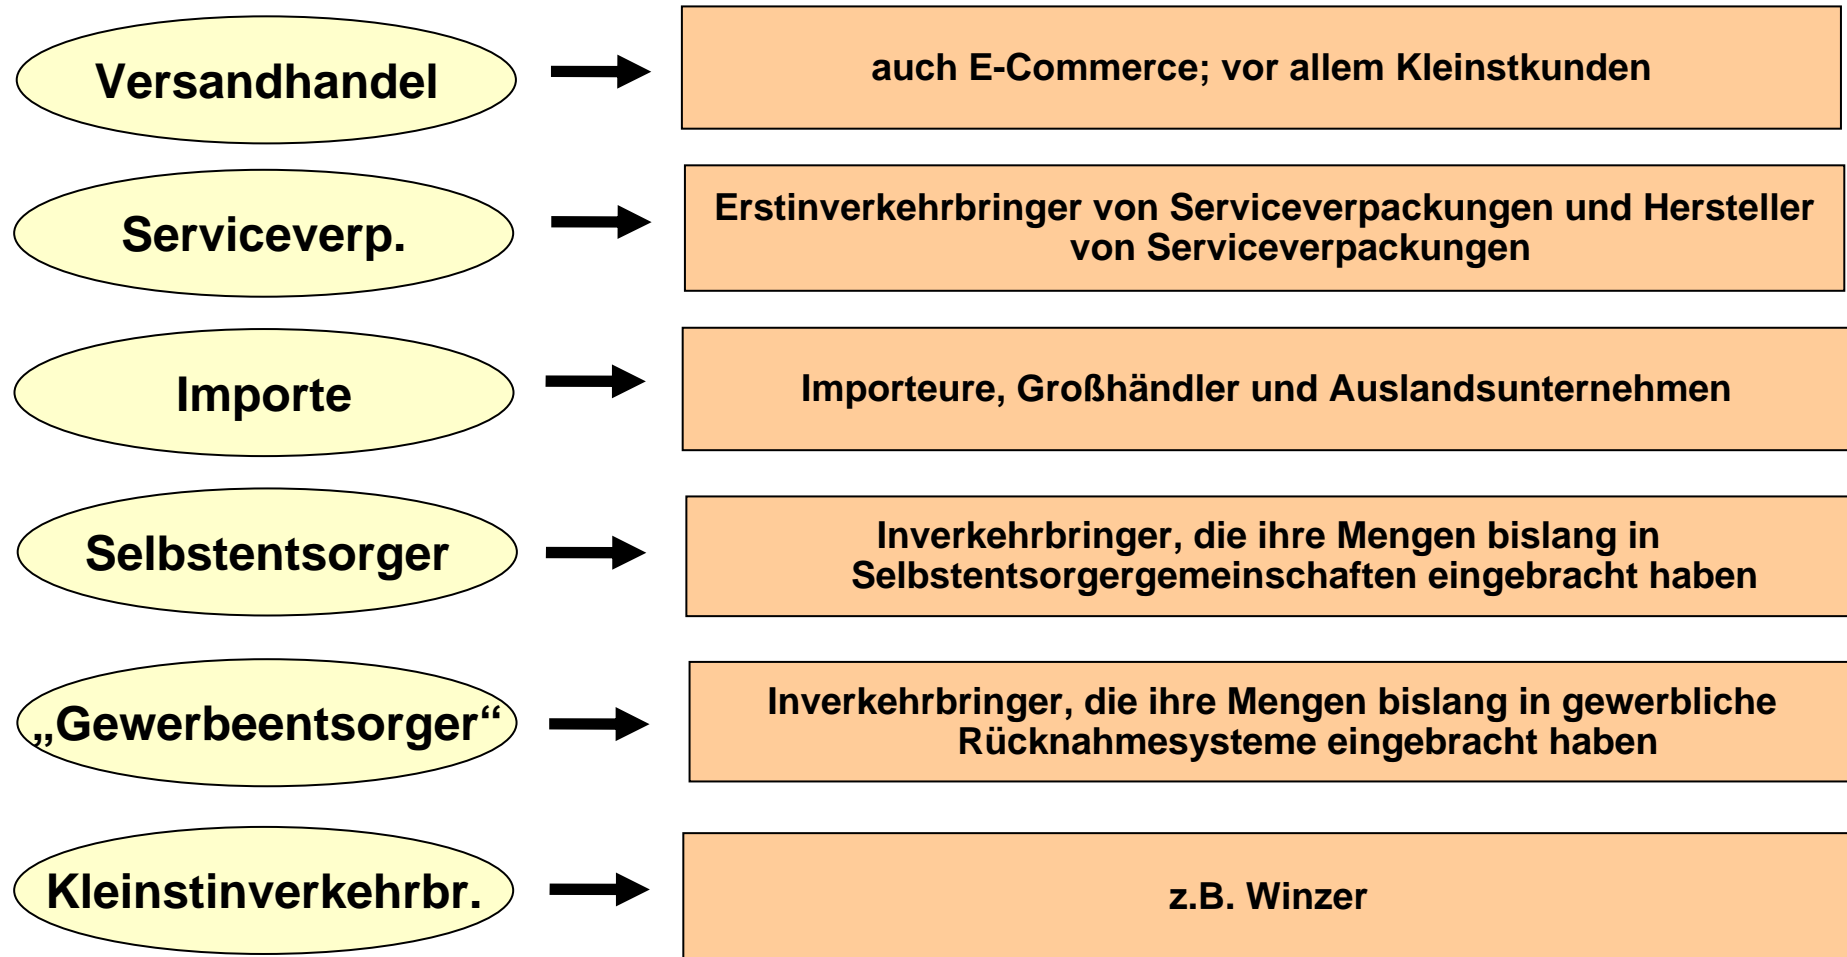 Versandhandel
auch E-Commerce; vor allem Kleinstkunden
Serviceverp.
Erstinverkehrbringer von Serviceverpackungen und Hersteller
von Serviceverpackungen
Importe
Importeure, Großhändler und Auslandsunternehmen
Selbstentsorger
Inverkehrbringer, die ihre Mengen bislang in
Selbstentsorgergemeinschaften eingebracht haben
„Gewerbeentsorger“
Inverkehrbringer, die ihre Mengen bislang in gewerbliche
Rücknahmesysteme eingebracht haben
Kleinstinverkehrbr.
z.B. Winzer